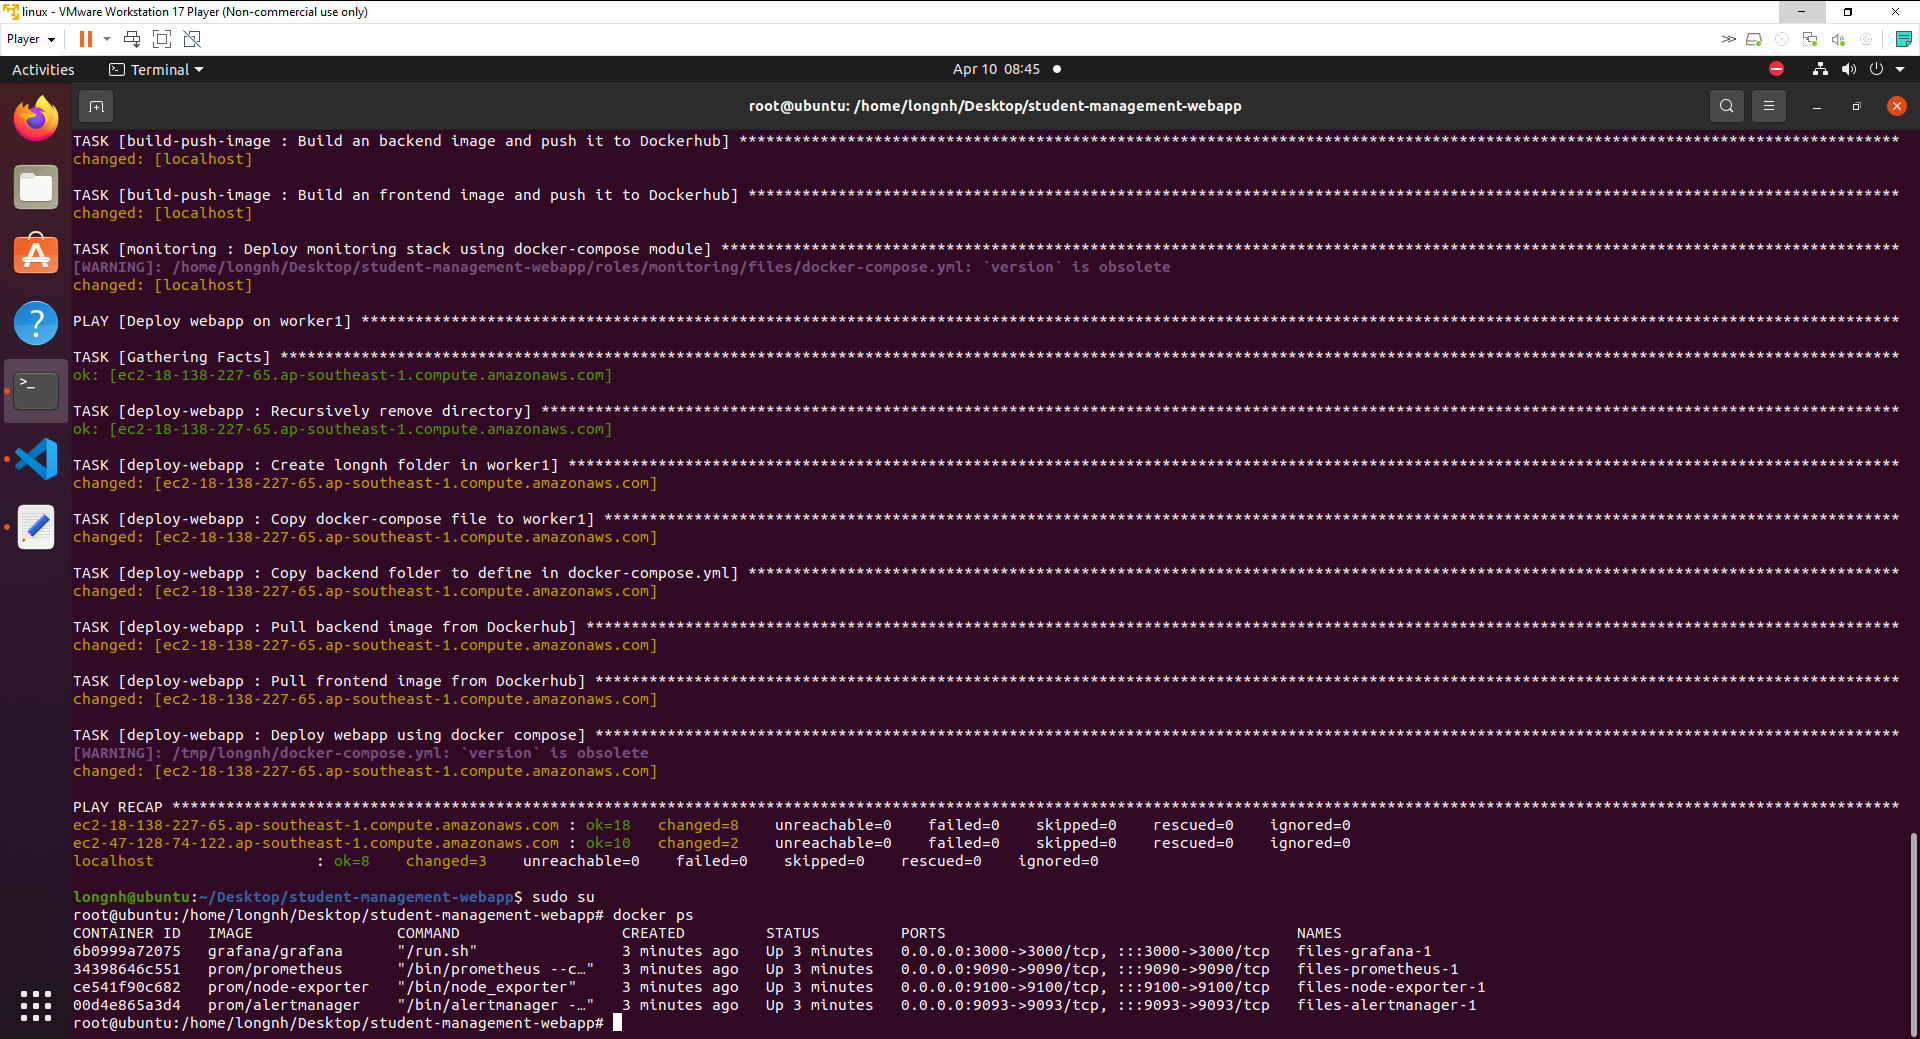 linux - VMware Workstation 17 Player (Non-commercial use only)
Player
Activities
Terminal
Apr 10 08:45
root@ubuntu: /home/longnh/Desktop/student-management-webapp
TASK [build-push-image : Build an backend image and push it to Dockerhub] *********************************************************************************************************************************
changed: [localhost]
TASK [build-push-image : Build an frontend image and push it to Dockerhub] ********************************************************************************************************************************
changed: [localhost]
TASK [monitoring : Deploy monitoring stack using docker-compose module] ***********************************************************************************************************************************
[WARNING]: /home/longnh/Desktop/student-management-webapp/roles/monitoring/files/docker-compose.yml: `version` is obsolete
changed: [localhost]
PLAY [Deploy webapp on worker1] ***************************************************************************************************************************************************************************
TASK [Gathering Facts] ************************************************************************************************************************************************************************************
ok: [ec2-18-138-227-65.ap-southeast-1.compute.amazonaws.com]
TASK [deploy-webapp : Recursively remove directory] *******************************************************************************************************************************************************
ok: [ec2-18-138-227-65.ap-southeast-1.compute.amazonaws.com]
TASK [deploy-webapp : Create longnh folder in worker1] ****************************************************************************************************************************************************
changed: [ec2-18-138-227-65.ap-southeast-1.compute.amazonaws.com]
TASK [deploy-webapp : Copy docker-compose file to worker1] ************************************************************************************************************************************************
changed: [ec2-18-138-227-65.ap-southeast-1.compute.amazonaws.com]
TASK [deploy-webapp : Copy backend folder to define in docker-compose.yml] ********************************************************************************************************************************
changed: [ec2-18-138-227-65.ap-southeast-1.compute.amazonaws.com]
TASK [deploy-webapp : Pull backend image from Dockerhub] **************************************************************************************************************************************************
changed: [ec2-18-138-227-65.ap-southeast-1.compute.amazonaws.com]
TASK [deploy-webapp : Pull frontend image from Dockerhub] *************************************************************************************************************************************************
changed: [ec2-18-138-227-65.ap-southeast-1.compute.amazonaws.com]
TASK [deploy-webapp : Deploy webapp using docker compose] *************************************************************************************************************************************************
[WARNING]: /tmp/longnh/docker-compose.yml: `version` is obsolete
changed: [ec2-18-138-227-65.ap-southeast-1.compute.amazonaws.com]
PLAY RECAP ************************************************************************************************************************************************************************************************
ec2-18-138-227-65.ap-southeast-1.compute.amazonaws.com : ok=18   changed=8    unreachable=0    failed=0    skipped=0    rescued=0    ignored=0
ec2-47-128-74-122.ap-southeast-1.compute.amazonaws.com : ok=10   changed=2    unreachable=0    failed=0    skipped=0    rescued=0    ignored=0
localhost                  : ok=8    changed=3    unreachable=0    failed=0    skipped=0    rescued=0    ignored=0
longnh@ubuntu:~/Desktop/student-management-webapp$ sudo su
root@ubuntu:/home/longnh/Desktop/student-management-webapp# docker ps
CONTAINER ID   IMAGE                COMMAND                  CREATED         STATUS         PORTS                                       NAMES
6b0999a72075   grafana/grafana      "/run.sh"                3 minutes ago   Up 3 minutes   0.0.0.0:3000->3000/tcp, :::3000->3000/tcp   files-grafana-1
34398646c551   prom/prometheus      "/bin/prometheus --c…"   3 minutes ago   Up 3 minutes   0.0.0.0:9090->9090/tcp, :::9090->9090/tcp   files-prometheus-1
ce541f90c682   prom/node-exporter   "/bin/node_exporter"     3 minutes ago   Up 3 minutes   0.0.0.0:9100->9100/tcp, :::9100->9100/tcp   files-node-exporter-1
00d4e865a3d4   prom/alertmanager    "/bin/alertmanager -…"   3 minutes ago   Up 3 minutes   0.0.0.0:9093->9093/tcp, :::9093->9093/tcp   files-alertmanager-1
root@ubuntu:/home/longnh/Desktop/student-management-webapp#